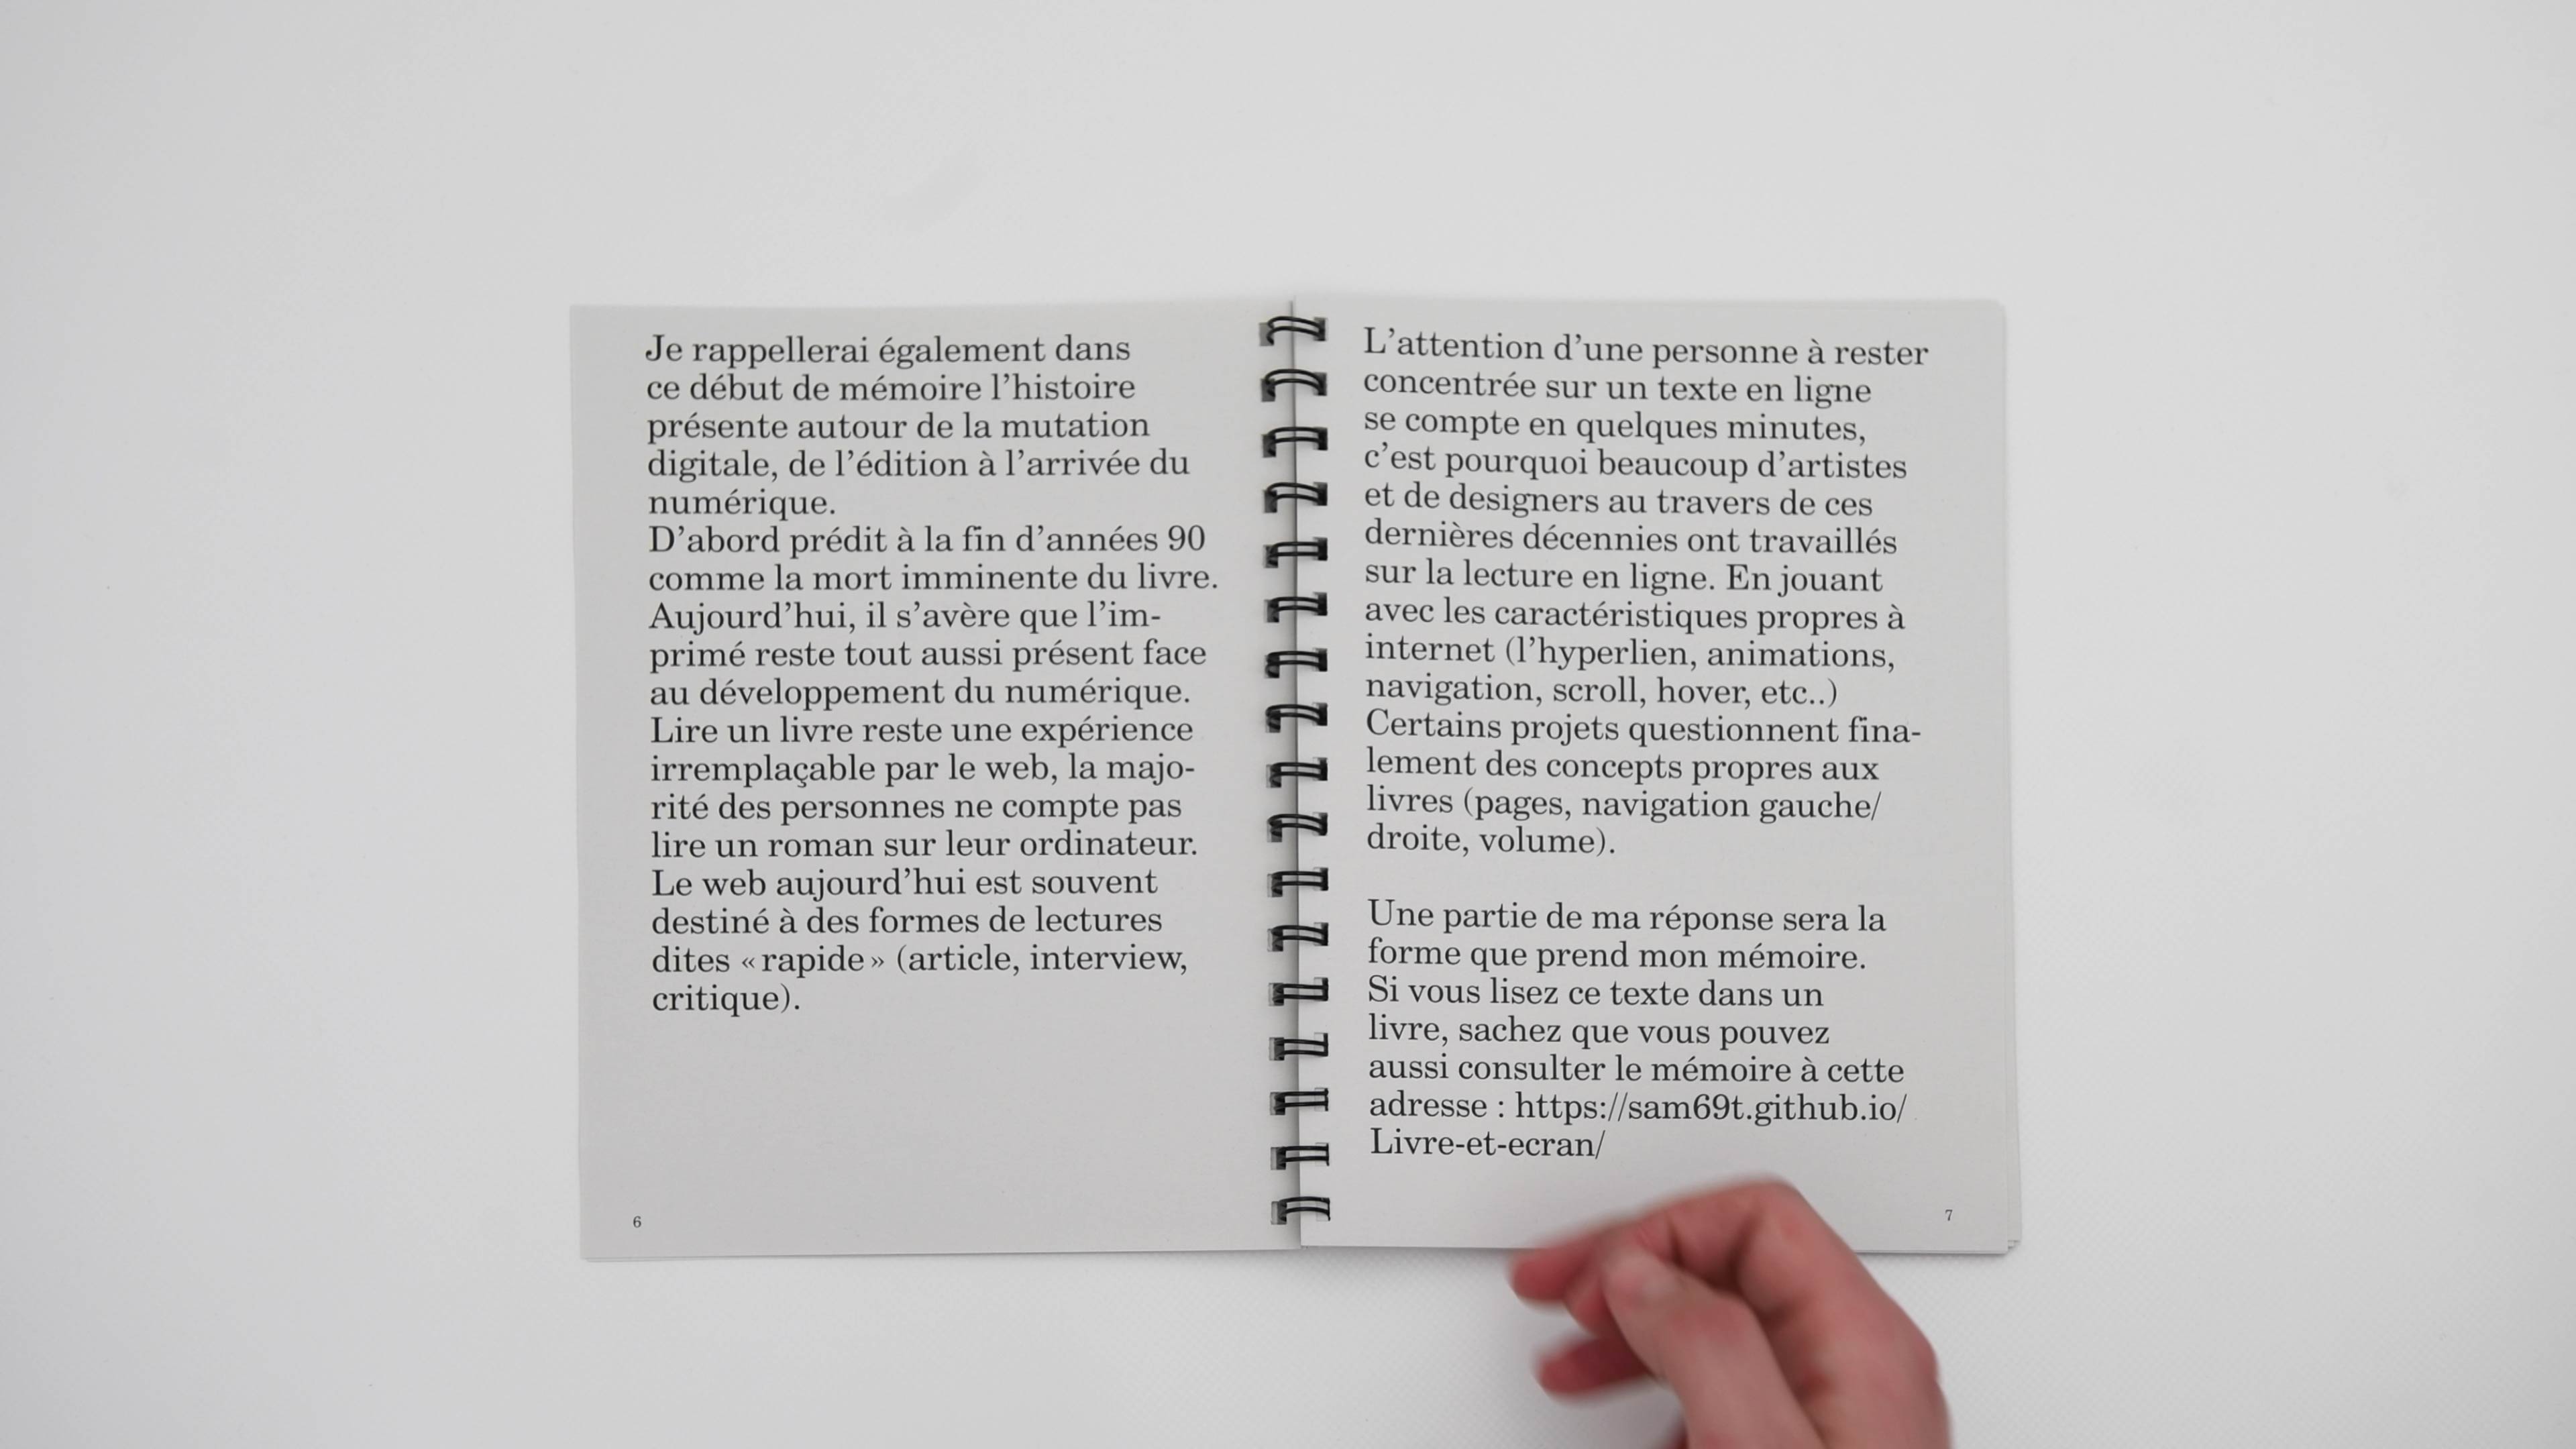 Je rappellerai également dans
ce début de mémoire l’histoire
présente autour de la mutation
digitale, de l’édition à l’arrivée du
numérique.
D’abord prédit à la fin d’années 90
comme la mort imminente du livre.
Aujourd’hui, il s’avère que l’im-
primé reste tout aussi présent face
au développement du numérique.
Lire un livre reste une expérience
irremplaçable par le web, la majo-
rité des personnes ne compte pas
lire un roman sur leur ordinateur.
Le web aujourd’hui est souvent
destiné à des formes de lectures
dites « rapide » (article, interview,
critique).
6
L’attention d’une personne à rester
concentrée sur un texte en ligne
se compte en quelques minutes,
c’est pourquoi beaucoup d’artistes
et de designers au travers de ces
dernières décennies ont travaillés
sur la lecture en ligne. En jouant
avec les caractéristiques propres à
internet (l’hyperlien, animations,
navigation, scroll, hover, etc..)
Certains projets questionnent fina-
lement des concepts propres aux
livres (pages, navigation gauche/
droite, volume).
Une partie de ma réponse sera la
forme que prend mon mémoire.
Si vous lisez ce texte dans un
livre, sachez que vous pouvez
aussi consulter le mémoire à cette
adresse : https://sam69t.github.io/
Livre-et-ecran/
7